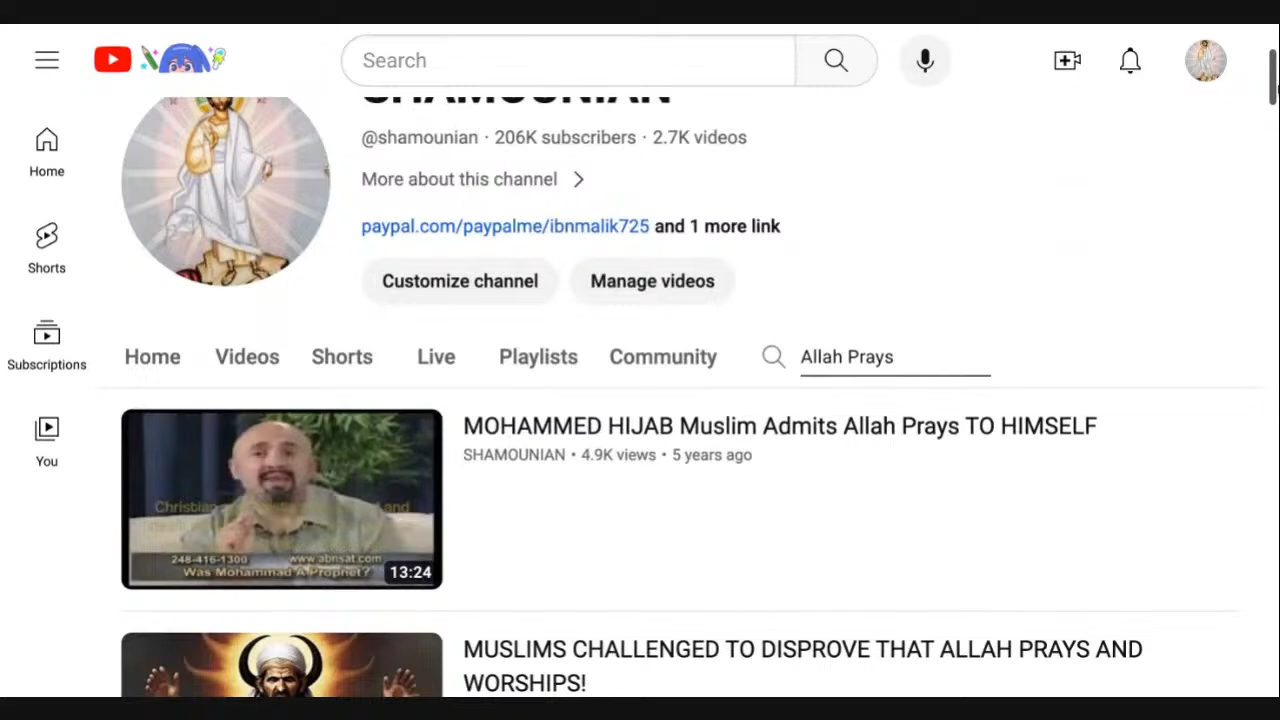 Search
SHAMOUNIAN
@shamounian · 206K subscribers · 2.7K videos
More about this channel
paypal.com/paypalme/ibnmalik725 and 1 more link
Customize channel
Manage videos
Home
Shorts
Subscriptions
You
Home Videos Shorts Live Playlists Community Allah Prays
MOHAMMED HIJAB Muslim Admits Allah Prays TO HIMSELF
SHAMOUNIAN • 4.9K views • 5 years ago
Christian and
248-416-1300 www.abnsat.com
Was Mohammad A Prophet?
13:24
MUSLIMS CHALLENGED TO DISPROVE THAT ALLAH PRAYS AND
WORSHIPS!